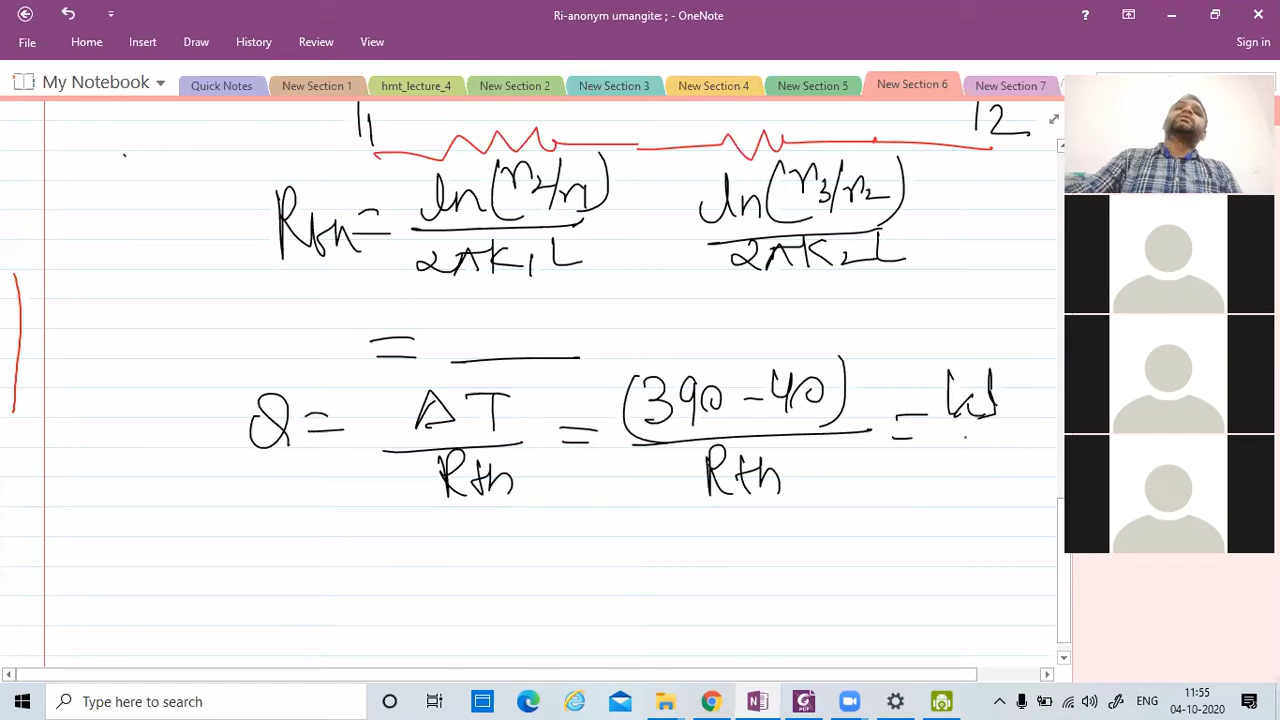 Ri-anonym umangite: ; - OneNote
?
File Home Insert Draw History Review View Sign in
My Notebook Quick Notes New Section 1 hmt_lecture_4 New Section 2 New Section 3 New Section 4 New Section 5 New Section 6 New Section 7
Rth = ln(r2/r1) ln(r3/r2)
2πK1L 2πK2L
= 
Q = ΔT = (390 - 40) = W
Rth Rth
Type here to search ENG 1:55
04-10-2020